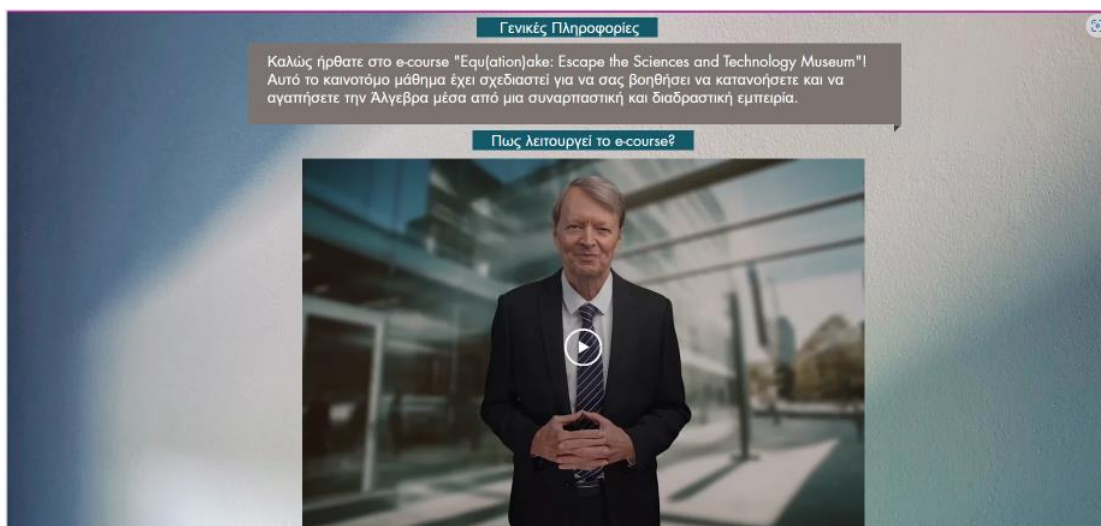 Γενικές Πληροφορίες
Καλώς ήρθατε στο e-course "Equ(ation)ake: Escape the Sciences and Technology Museum"!
Αυτό το καινοτόμο μάθημα έχει σχεδιαστεί για να σας βοηθήσει να κατανοήσετε και να
αγαπήσετε την Άλγεβρα μέσα από μια συναρπαστική και διαδραστική εμπειρία.
Πως λειτουργεί το e-course?